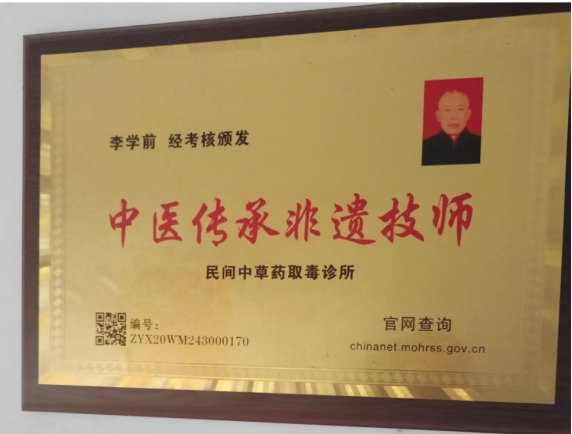 李学前 经考核颁发
中医传承非遗技师
民间中草药取毒诊所
编号:
ZYX20WM243000170
官网查询
chinanet.mohrss.gov.cn